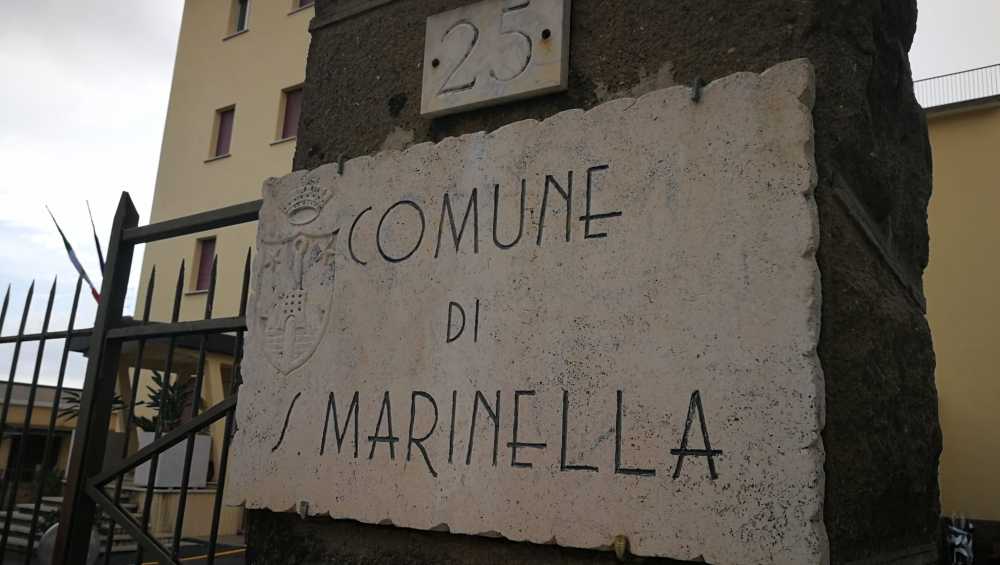 25
COMUNE
DI
S. MARINELLA